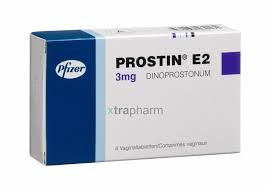 Pfizer
PROSTIN® E2
3mg
DINOPROSTONUM
xtrapharm
4 Vaginaltabletten/Comprimés vaginaux